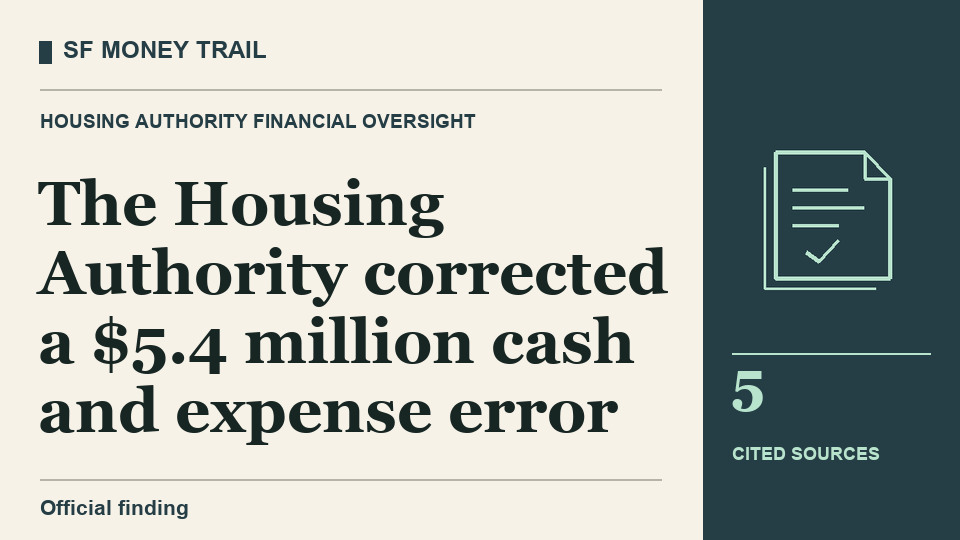 SF MONEY TRAIL
HOUSING AUTHORITY FINANCIAL OVERSIGHT
The Housing
Authority corrected
a $5.4 million cash
and expense error
Official finding
5
CITED SOURCES